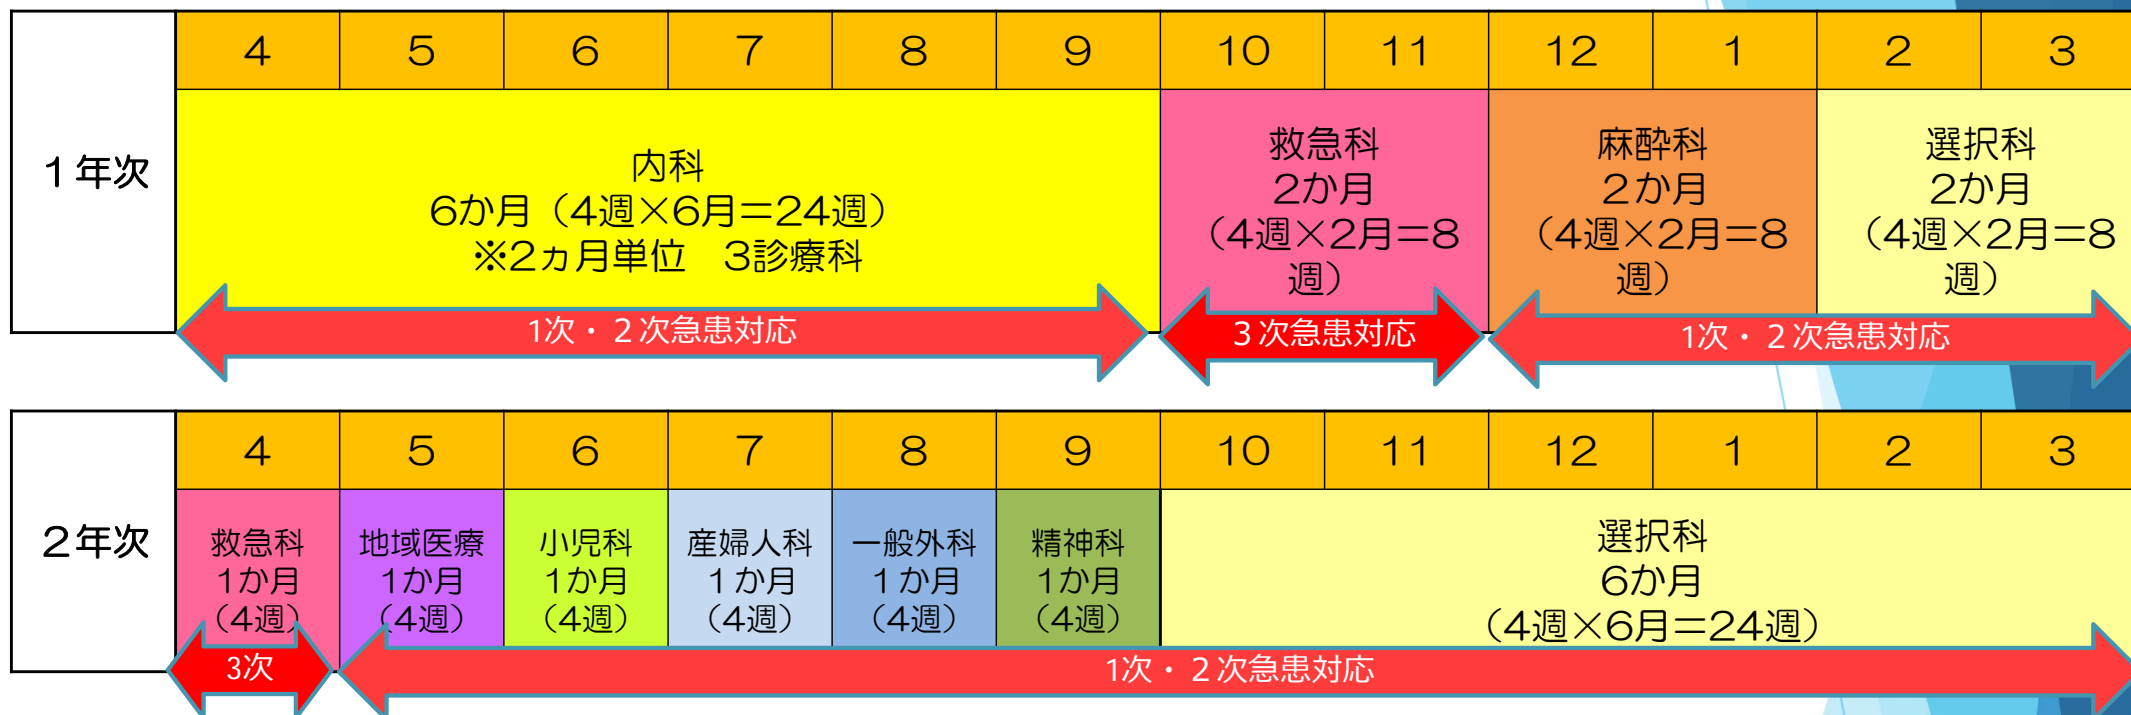 4 5 6 7 8 9 10 11 12 1 2 3
1年次
内科
6か月（4週×6月＝24週）
※2ヵ月単位　3診療科
救急科
2か月
（4週×2月＝8
週）
麻酔科
2か月
（4週×2月＝8
週）
選択科
2か月
（4週×2月＝8
週）
1次・２次急患対応
３次急患対応
1次・２次急患対応
4 5 6 7 8 9 10 11 12 1 2 3
2年次
救急科
1か月
（4週）
地域医療
1か月
（4週）
小児科
1か月
（4週）
産婦人科
１か月
（4週）
一般外科
１か月
（4週）
精神科
1か月
（4週）
選択科
6か月
（4週×6月＝24週）
3次
1次・２次急患対応